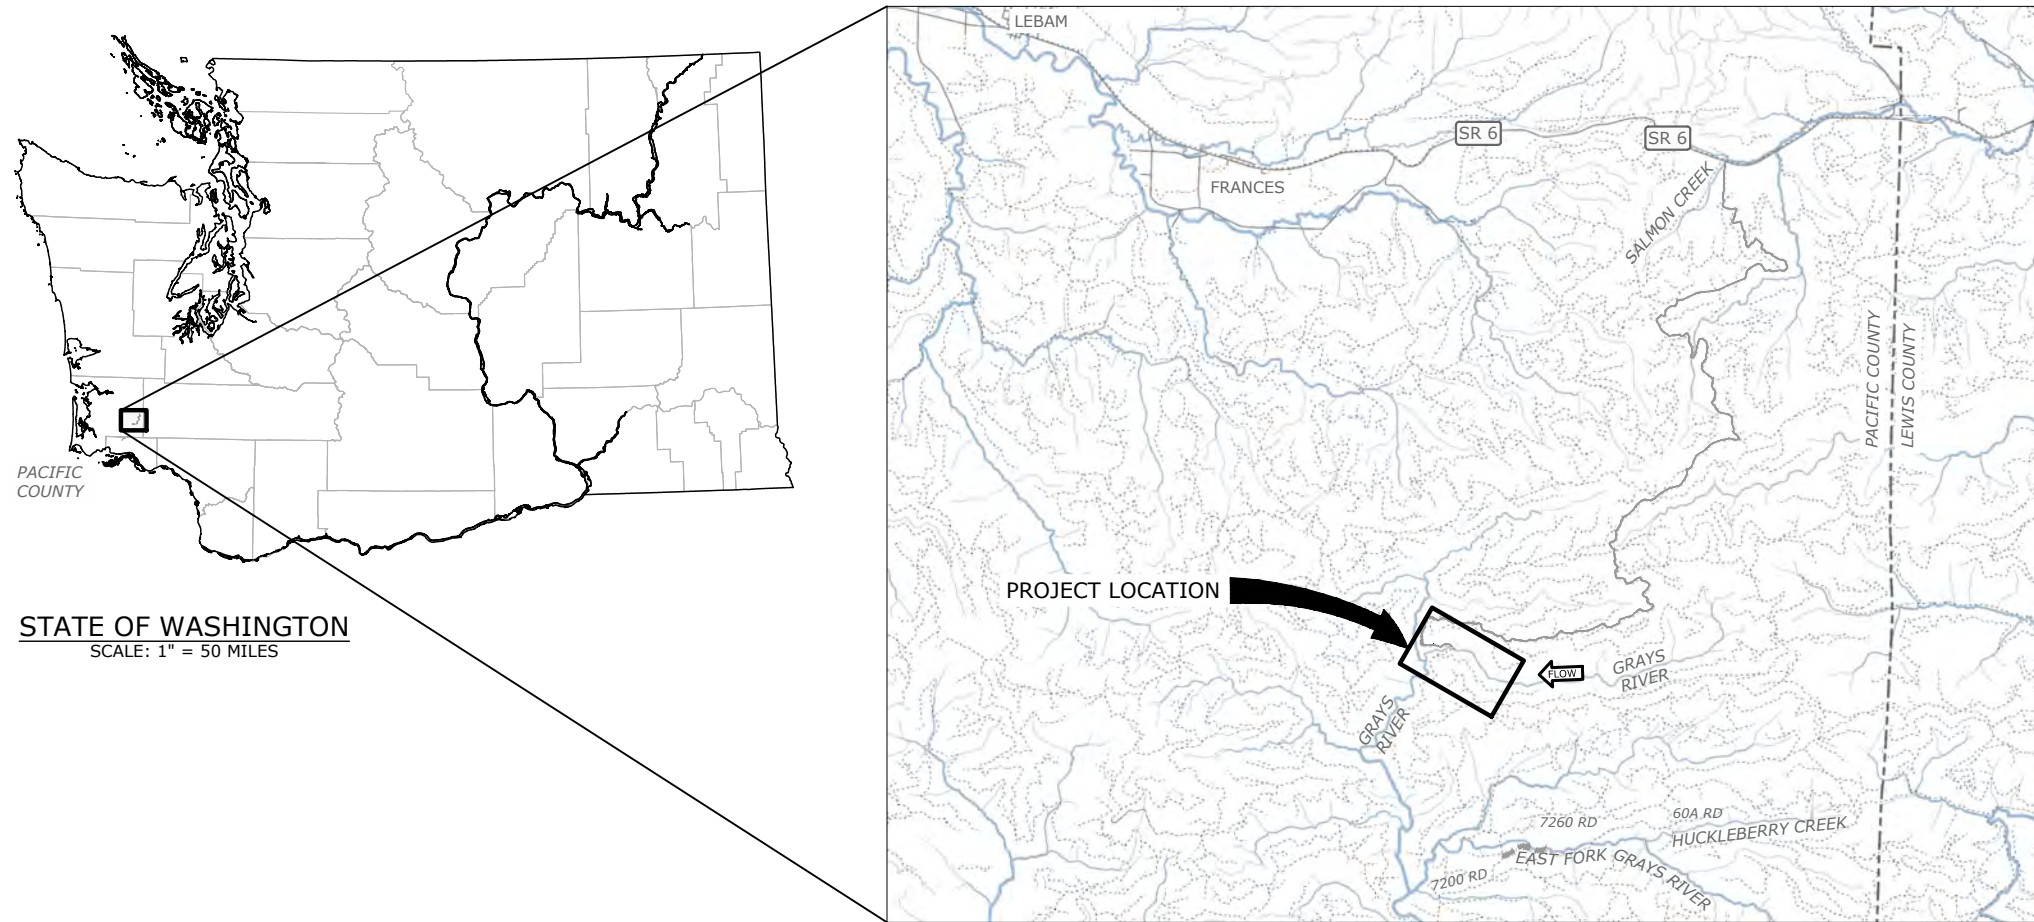 PACIFIC
COUNTY
STATE OF WASHINGTON
SCALE: 1" = 50 MILES
LEBAM
SR 6
SR 6
FRANCES
SALMON CREEK
PACIFIC COUNTY
LEWIS COUNTY
PROJECT LOCATION
FLOW
GRAYS
RIVER
GRAYS
RIVER
7260 RD
60A RD
HUCKLEBERRY CREEK
EAST FORK GRAYS RIVER
7200 RD